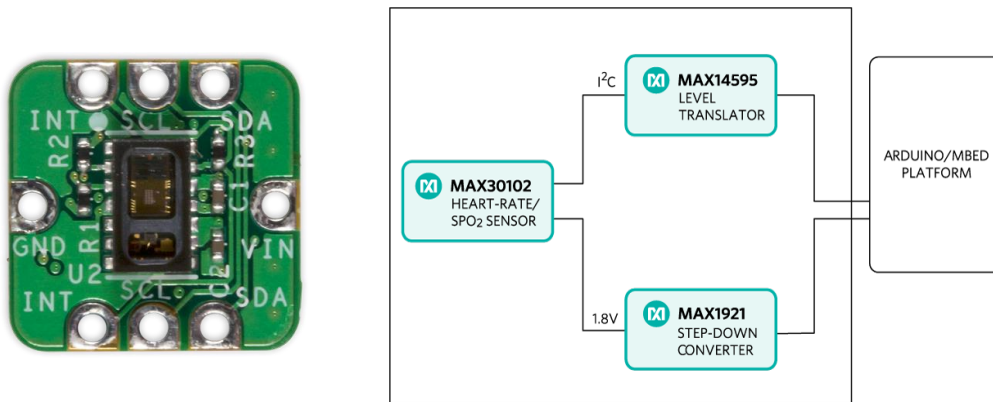 INT SCL SDA
R2
R3
C1
GND
R1
VIN
U2
C2
INT SCL SDA
I²C
MAX14595
LEVEL
TRANSLATOR
MAX30102
HEART-RATE/
SPO₂ SENSOR
ARDUINO/MBED
PLATFORM
1.8V
MAX1921
STEP-DOWN
CONVERTER